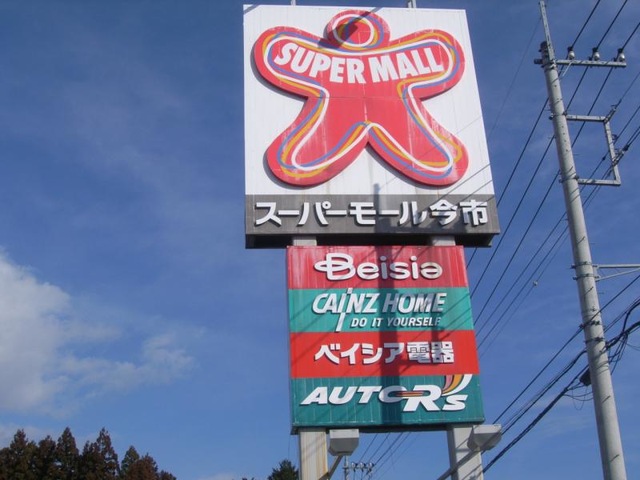 SUPER MALL
スーパーモール今市
Beisia
CAINZ HOME
DO IT YOURSELF
ベイシア電器
AUTO R's